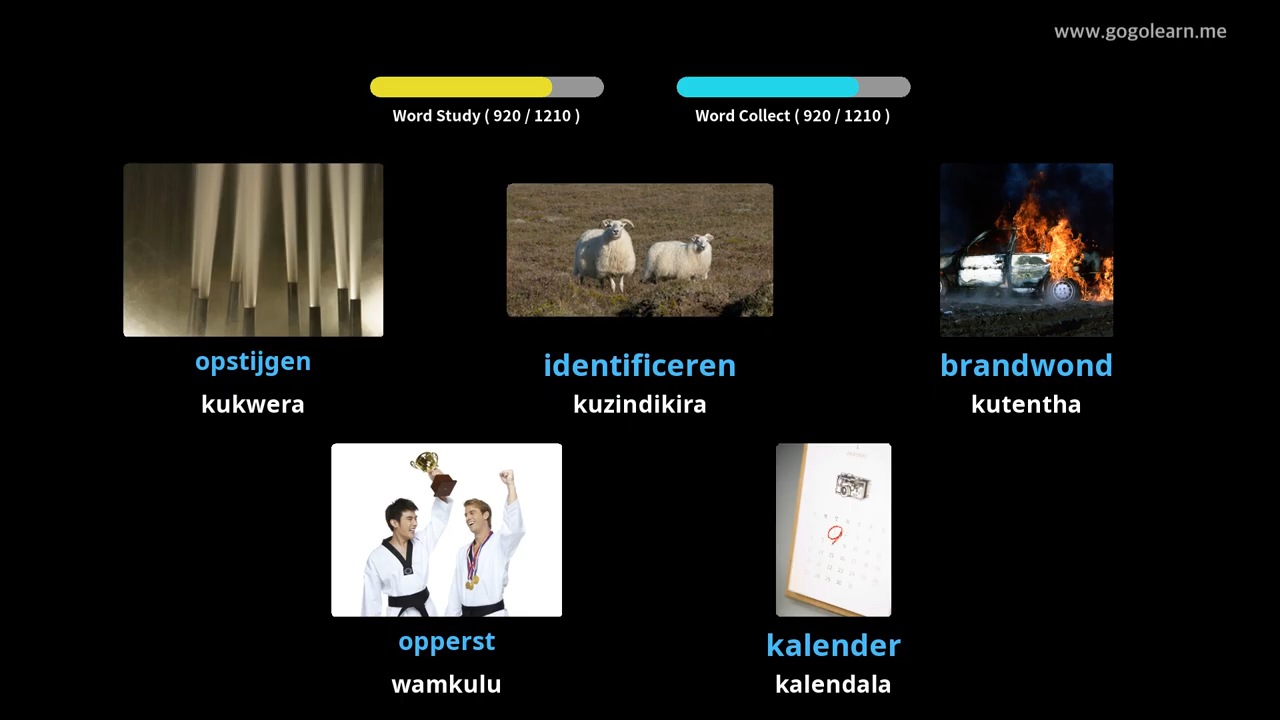 www.gogolearn.me
Word Study ( 920 / 1210 )
Word Collect ( 920 / 1210 )
opstijgen
kukwera
identificeren
kuzindikira
brandwond
kutentha
9
opperst
wamkulu
kalender
kalendala